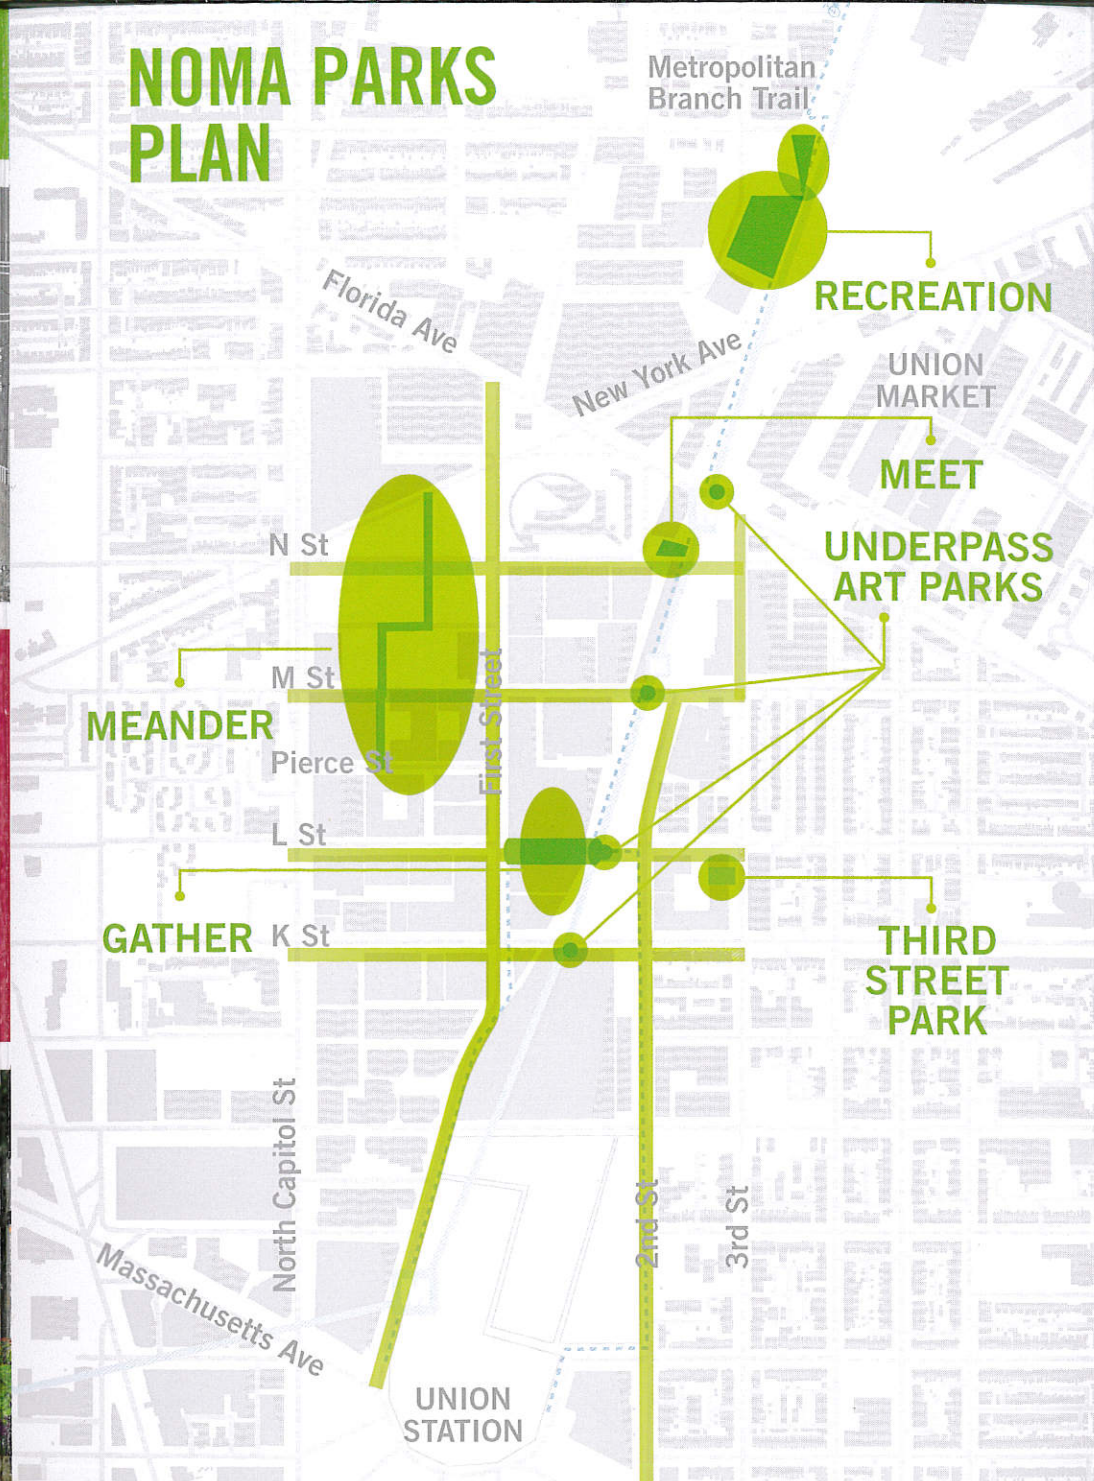 NOMA PARKS
PLAN
Metropolitan
Branch Trail
RECREATION
Florida Ave
New York Ave
UNION
MARKET
MEET
UNDERPASS
ART PARKS
N St
M St
MEANDER
First Street
Pierce St
L St
GATHER
K St
THIRD
STREET
PARK
North Capitol St
2nd St
3rd St
Massachusetts Ave
UNION
STATION